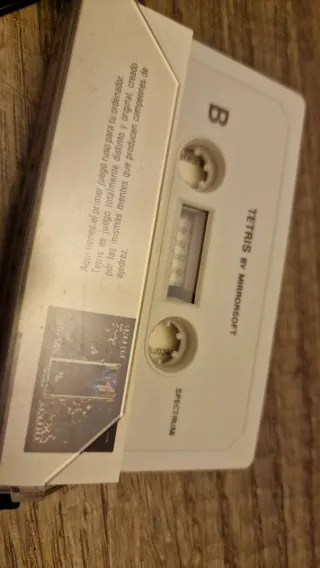 Aquí tienes el primer juego ruso para tu ordenador.
Tetris es juego totalmente distinto y original, creado
por las mismas mentes que producen campeones de
ajedrez.
B
TETRIS BY MIRRORSOFT
SPECTRUM